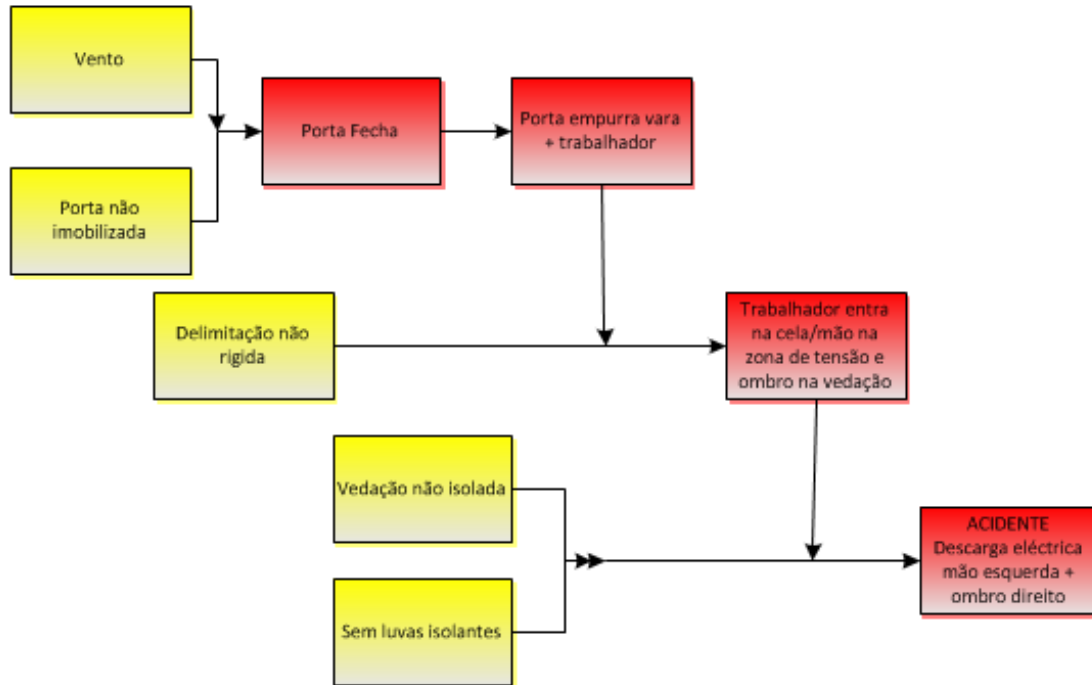 Vento
Porta Fecha
Porta empurra vara
+ trabalhador
Porta não
imobilizada
Delimitação não
rigida
Trabalhador entra
na cela/mão na
zona de tensão e
ombro na vedação
Vedação não isolada
Sem luvas isolantes
ACIDENTE
Descarga eléctrica
mão esquerda +
ombro direito